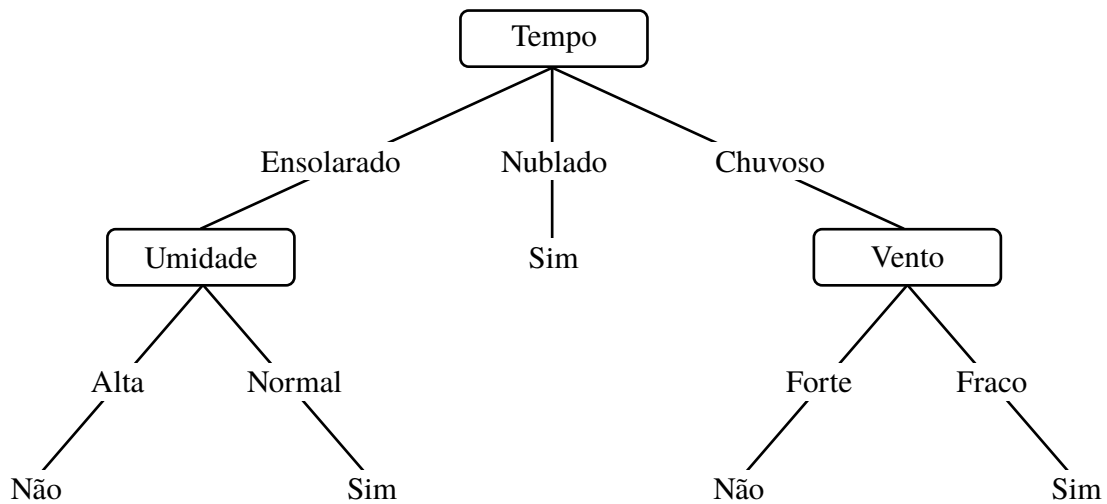 Tempo
Ensolarado Nublado Chuvoso
Umidade Sim Vento
Alta Normal Forte Fraco
Não Sim Não Sim